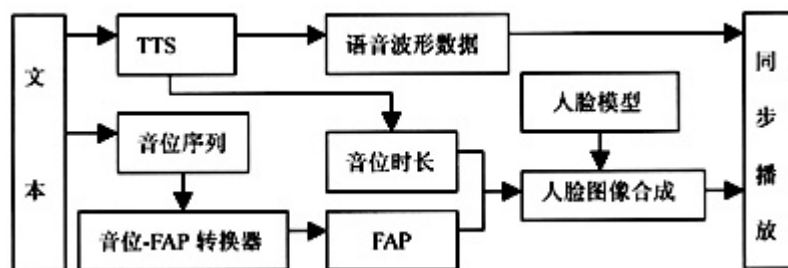 文本
TTS
语音波形数据
同步播放
人脸模型
音位序列
音位时长
人脸图像合成
音位-FAP 转换器
FAP